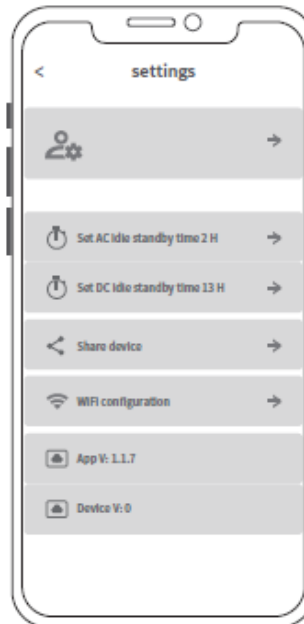 < settings
Set AC idle standby time 2 H
Set DC idle standby time 13 H
Share device
WIFI configuration
App V: 1.1.7
Device V: 0